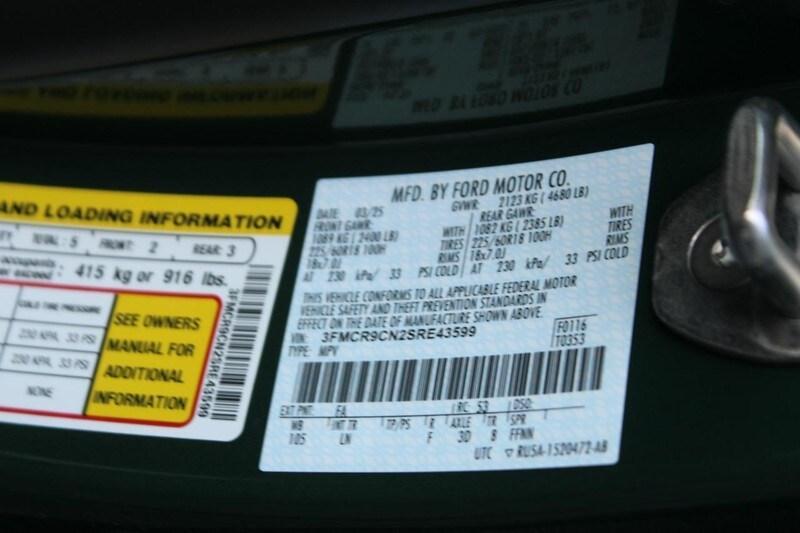 AND LOADING INFORMATION
TOTAL : 5 FRONT: 2 REAR: 3
occupants:
exceed : 415 kg or 916 lbs.
COLD TIRE PRESSURE
230 KPA, 33 PSI
230 KPA, 33 PSI
NONE
SEE OWNERS
MANUAL FOR
ADDITIONAL
INFORMATION
3FMCR9CN2SRE43599
MFD. BY FORD MOTOR CO.
DATE: 03/25 GVWR: 2123 KG ( 4680 LB)
FRONT GAWR: REAR GAWR:
1089 KG ( 2400 LB) WITH 1082 KG ( 2385 LB) WITH
225/60R18 100H TIRES 225/60R18 100H TIRES
18x7.0J RIMS 18x7.0J RIMS
AT 230 kPa/ 33 PSI COLD AT 230 kPa/ 33 PSI COLD
THIS VEHICLE CONFORMS TO ALL APPLICABLE FEDERAL MOTOR
VEHICLE SAFETY AND THEFT PREVENTION STANDARDS IN
EFFECT ON THE DATE OF MANUFACTURE SHOWN ABOVE.
VIN: 3FMCR9CN2SRE43599 F0116
TYPE: MPV T0353
EXT PNT: FA RC: 53 DSO:
WB INT TR TP/PS R AXLE TR SPR
105 LN F 3D 8 FFNN
UTC ▽ RUSA-1520472-AB